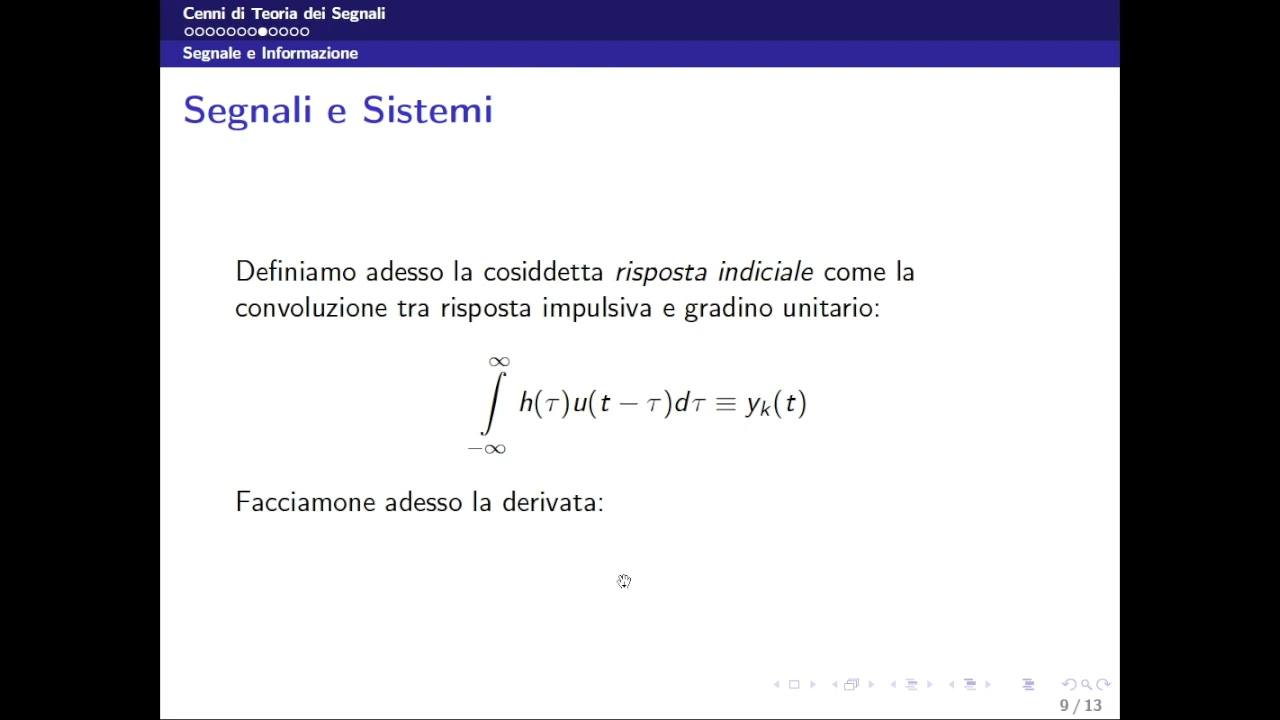 Cenni di Teoria dei Segnali
Segnale e Informazione
Segnali e Sistemi
Definiamo adesso la cosiddetta risposta indiciale come la
convoluzione tra risposta impulsiva e gradino unitario:
∞
∫ h(τ)u(t − τ)dτ ≡ yₖ(t)
−∞
Facciamone adesso la derivata:
9 / 13